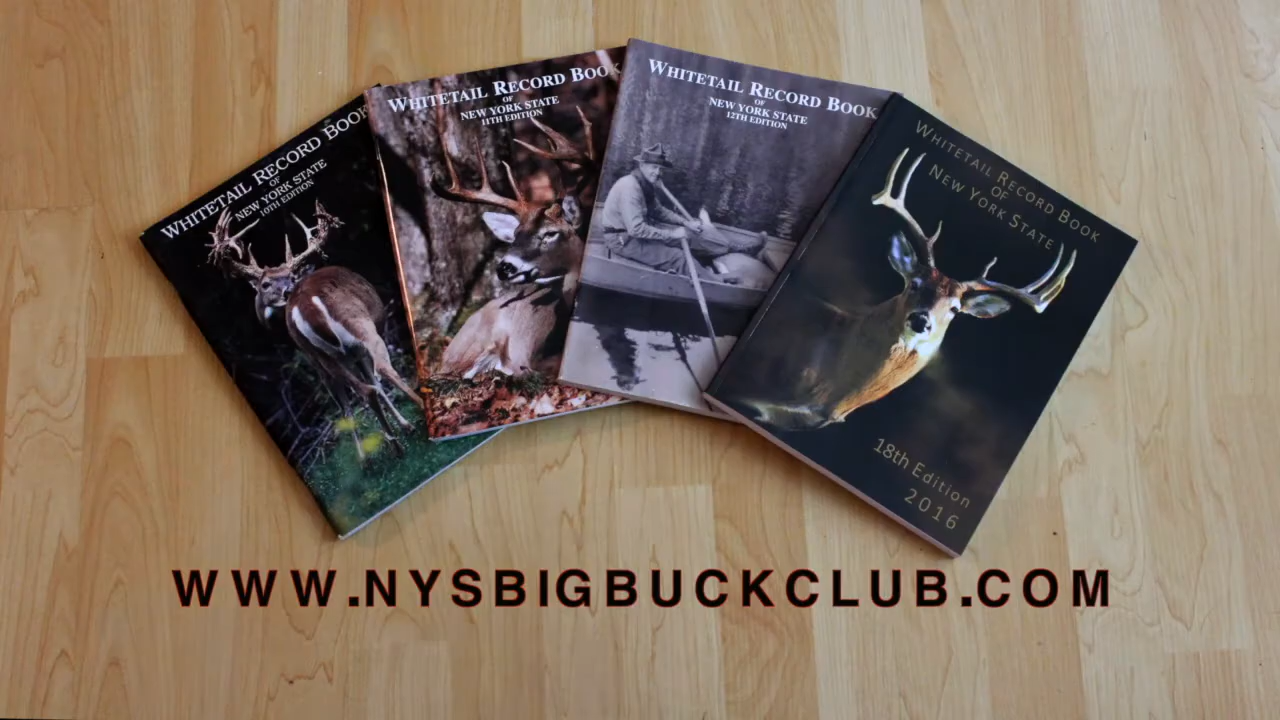 WHITETAIL RECORD BOOK
OF
NEW YORK STATE
10TH EDITION
WHITETAIL RECORD BOOK
OF
NEW YORK STATE
11TH EDITION
WHITETAIL RECORD BOOK
OF
NEW YORK STATE
12TH EDITION
WHITETAIL RECORD BOOK
OF
NEW YORK STATE
18th Edition
2016
WWW.NYSBIGBUCKCLUB.COM